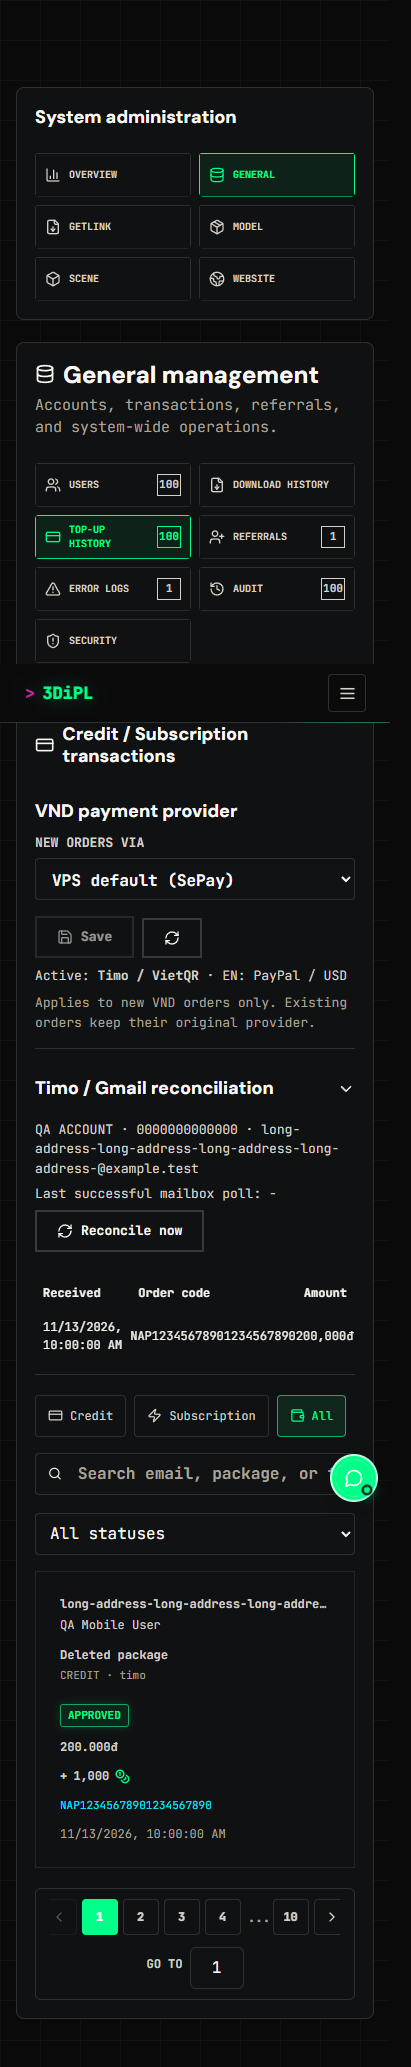 System administration
OVERVIEW
GENERAL
GETLINK
MODEL
SCENE
WEBSITE
General management
Accounts, transactions, referrals,
and system-wide operations.
USERS 100
DOWNLOAD HISTORY
TOP-UP
HISTORY 100
REFERRALS 1
ERROR LOGS 1
AUDIT 100
SECURITY
> 3DiPL
Credit / Subscription
transactions
VND payment provider
NEW ORDERS VIA
VPS default (SePay)
Save
Active: Timo / VietQR · EN: PayPal / USD
Applies to new VND orders only. Existing
orders keep their original provider.
Timo / Gmail reconciliation
QA ACCOUNT · 0000000000000 · long-
address-long-address-long-address-long-
address-@example.test
Last successful mailbox poll: -
Reconcile now
Received Order code Amount
11/13/2026,
10:00:00 AM NAP12345678901234567890200,000đ
Credit
Subscription
All
Search email, package, or
All statuses
long-address-long-address-long-addre…
QA Mobile User
Deleted package
CREDIT · timo
APPROVED
200.000đ
+ 1,000
NAP12345678901234567890
11/13/2026, 10:00:00 AM
1 2 3 4 ... 10
GO TO 1